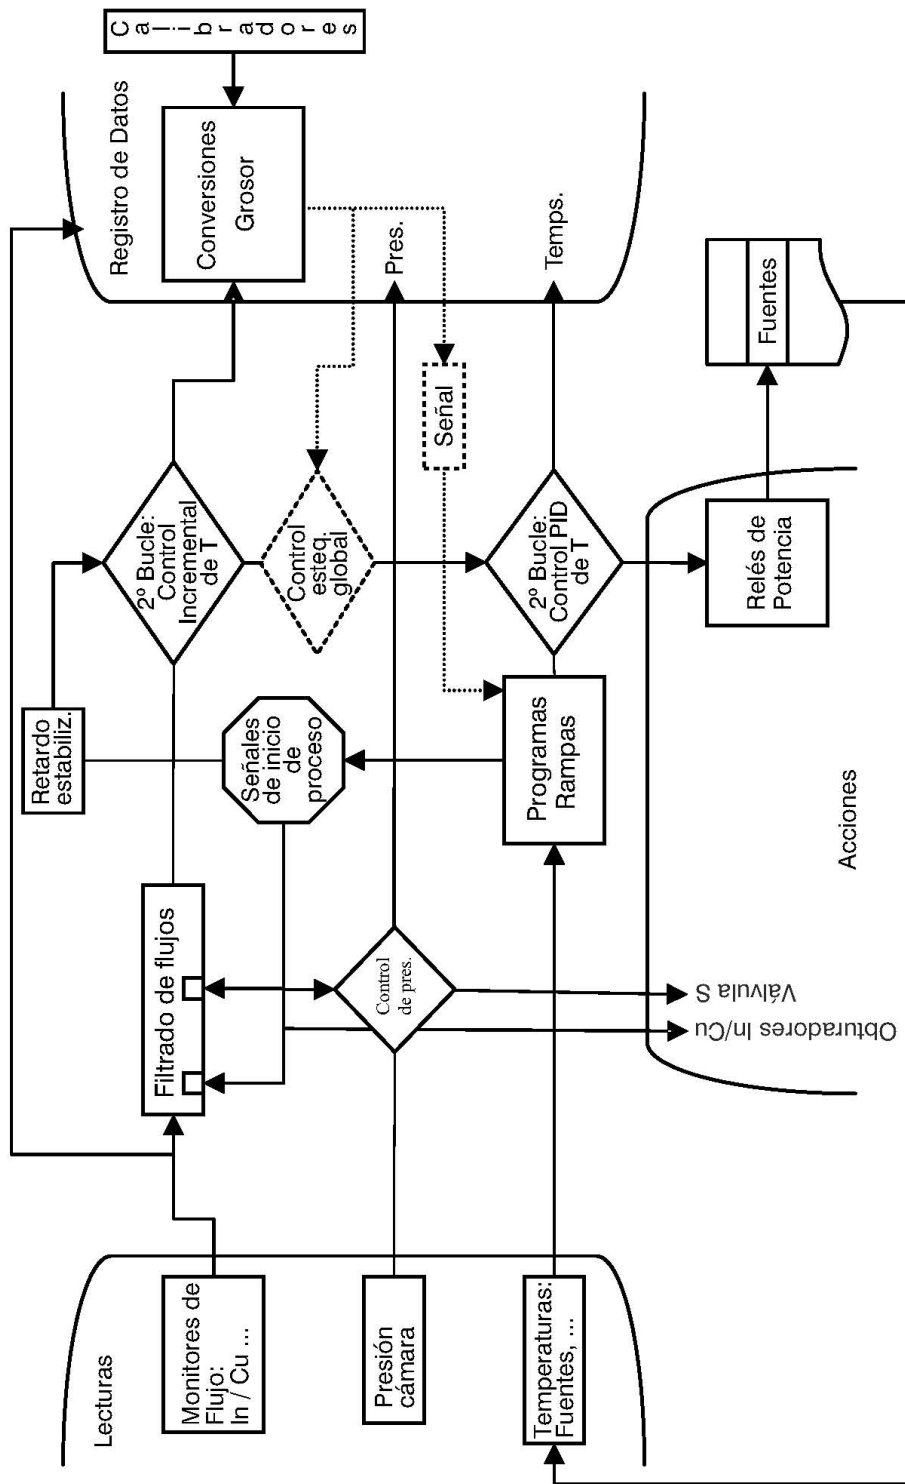 Lecturas
Monitores de
Flujo:
In / Cu ...
Presión
cámara
Temperaturas:
Fuentes, ...
Filtrado de flujos
Control
de pres.
Retardo
estabiliz.
Señales
de inicio
de
proceso
Programas
Rampas
2º Bucle:
Control
Incremental
de T
Control
esteq.
global
Señal
2º Bucle:
Control PID
de T
Registro de Datos
Conversiones
Grosor
Calibradores
Pres.
Temps.
Válvula S
Obturadores In/Cu
Acciones
Relés de
Potencia
Fuentes